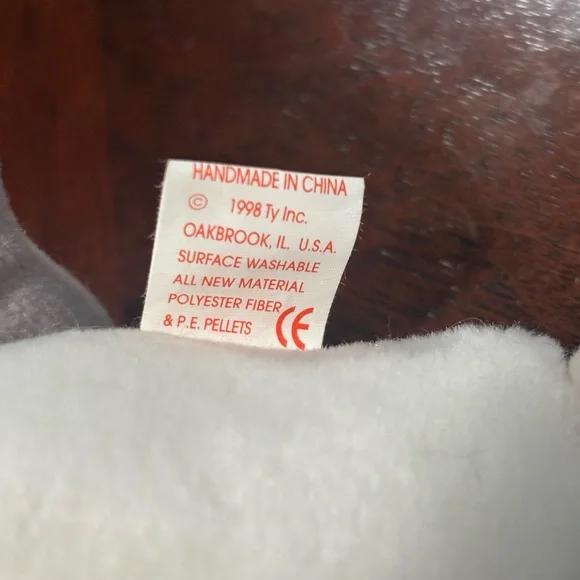 HANDMADE IN CHINA
© 1998 Ty Inc.
OAKBROOK, IL. U.S.A.
SURFACE WASHABLE
ALL NEW MATERIAL
POLYESTER FIBER
& P.E. PELLETS CE